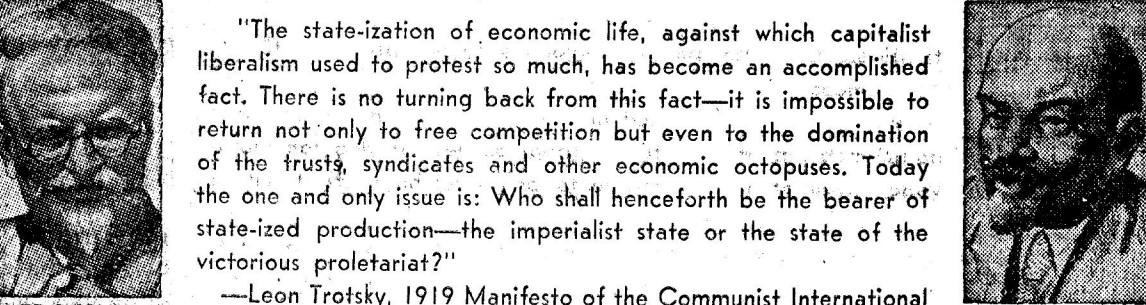 "The state-ization of economic life, against which capitalist
liberalism used to protest so much, has become an accomplished
fact. There is no turning back from this fact—it is impossible to
return not only to free competition but even to the domination
of the trusts, syndicates and other economic octopuses. Today
the one and only issue is: Who shall henceforth be the bearer of
state-ized production—the imperialist state or the state of the
victorious proletariat?"
—Leon Trotsky, 1919 Manifesto of the Communist International